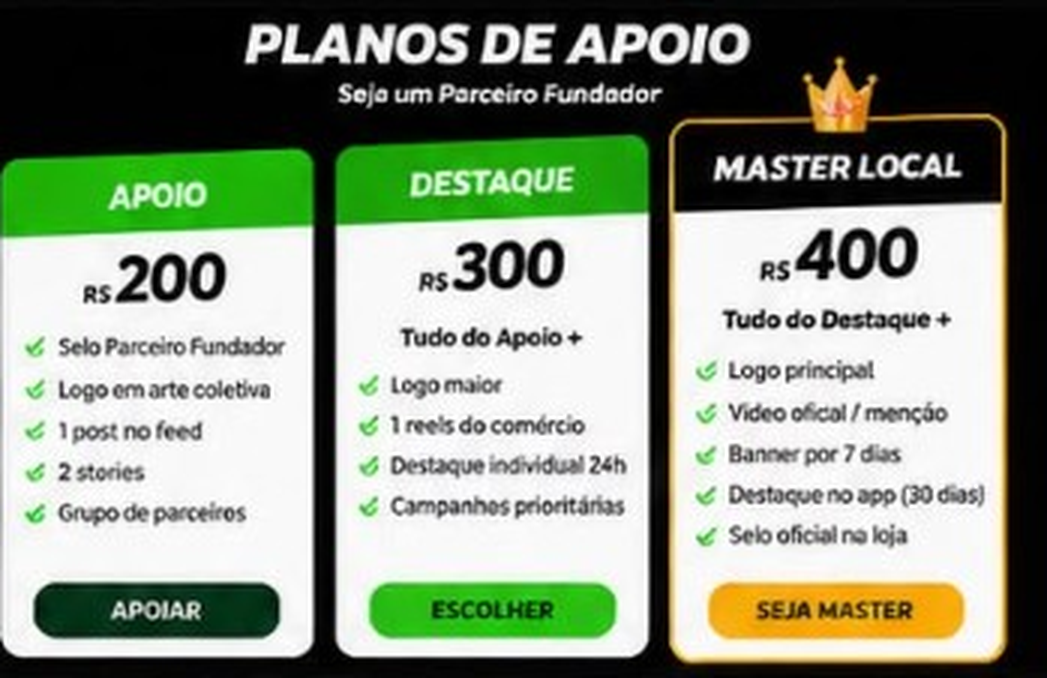 PLANOS DE APOIO
Seja um Parceiro Fundador
APOIO
R$ 200
Selo Parceiro Fundador
Logo em arte coletiva
1 post no feed
2 stories
Grupo de parceiros
APOIAR
DESTAQUE
R$ 300
Tudo do Apoio +
Logo maior
1 reels do comércio
Destaque individual 24h
Campanhas prioritárias
ESCOLHER
MASTER LOCAL
R$ 400
Tudo do Destaque +
Logo principal
Vídeo ofical / menção
Banner por 7 dias
Destaque no app (30 dias)
Selo oficial na loja
SEJA MASTER